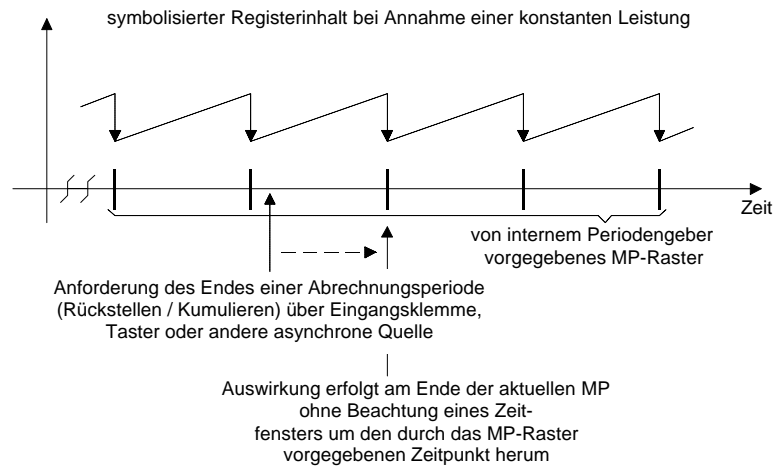 symbolisierter Registerinhalt bei Annahme einer konstanten Leistung
Zeit
von internem Periodengeber
vorgegebenes MP-Raster
Anforderung des Endes einer Abrechnungsperiode
(Rückstellen / Kumulieren) über Eingangsklemme,
Taster oder andere asynchrone Quelle
Auswirkung erfolgt am Ende der aktuellen MP
ohne Beachtung eines Zeit-
fensters um den durch das MP-Raster
vorgegebenen Zeitpunkt herum